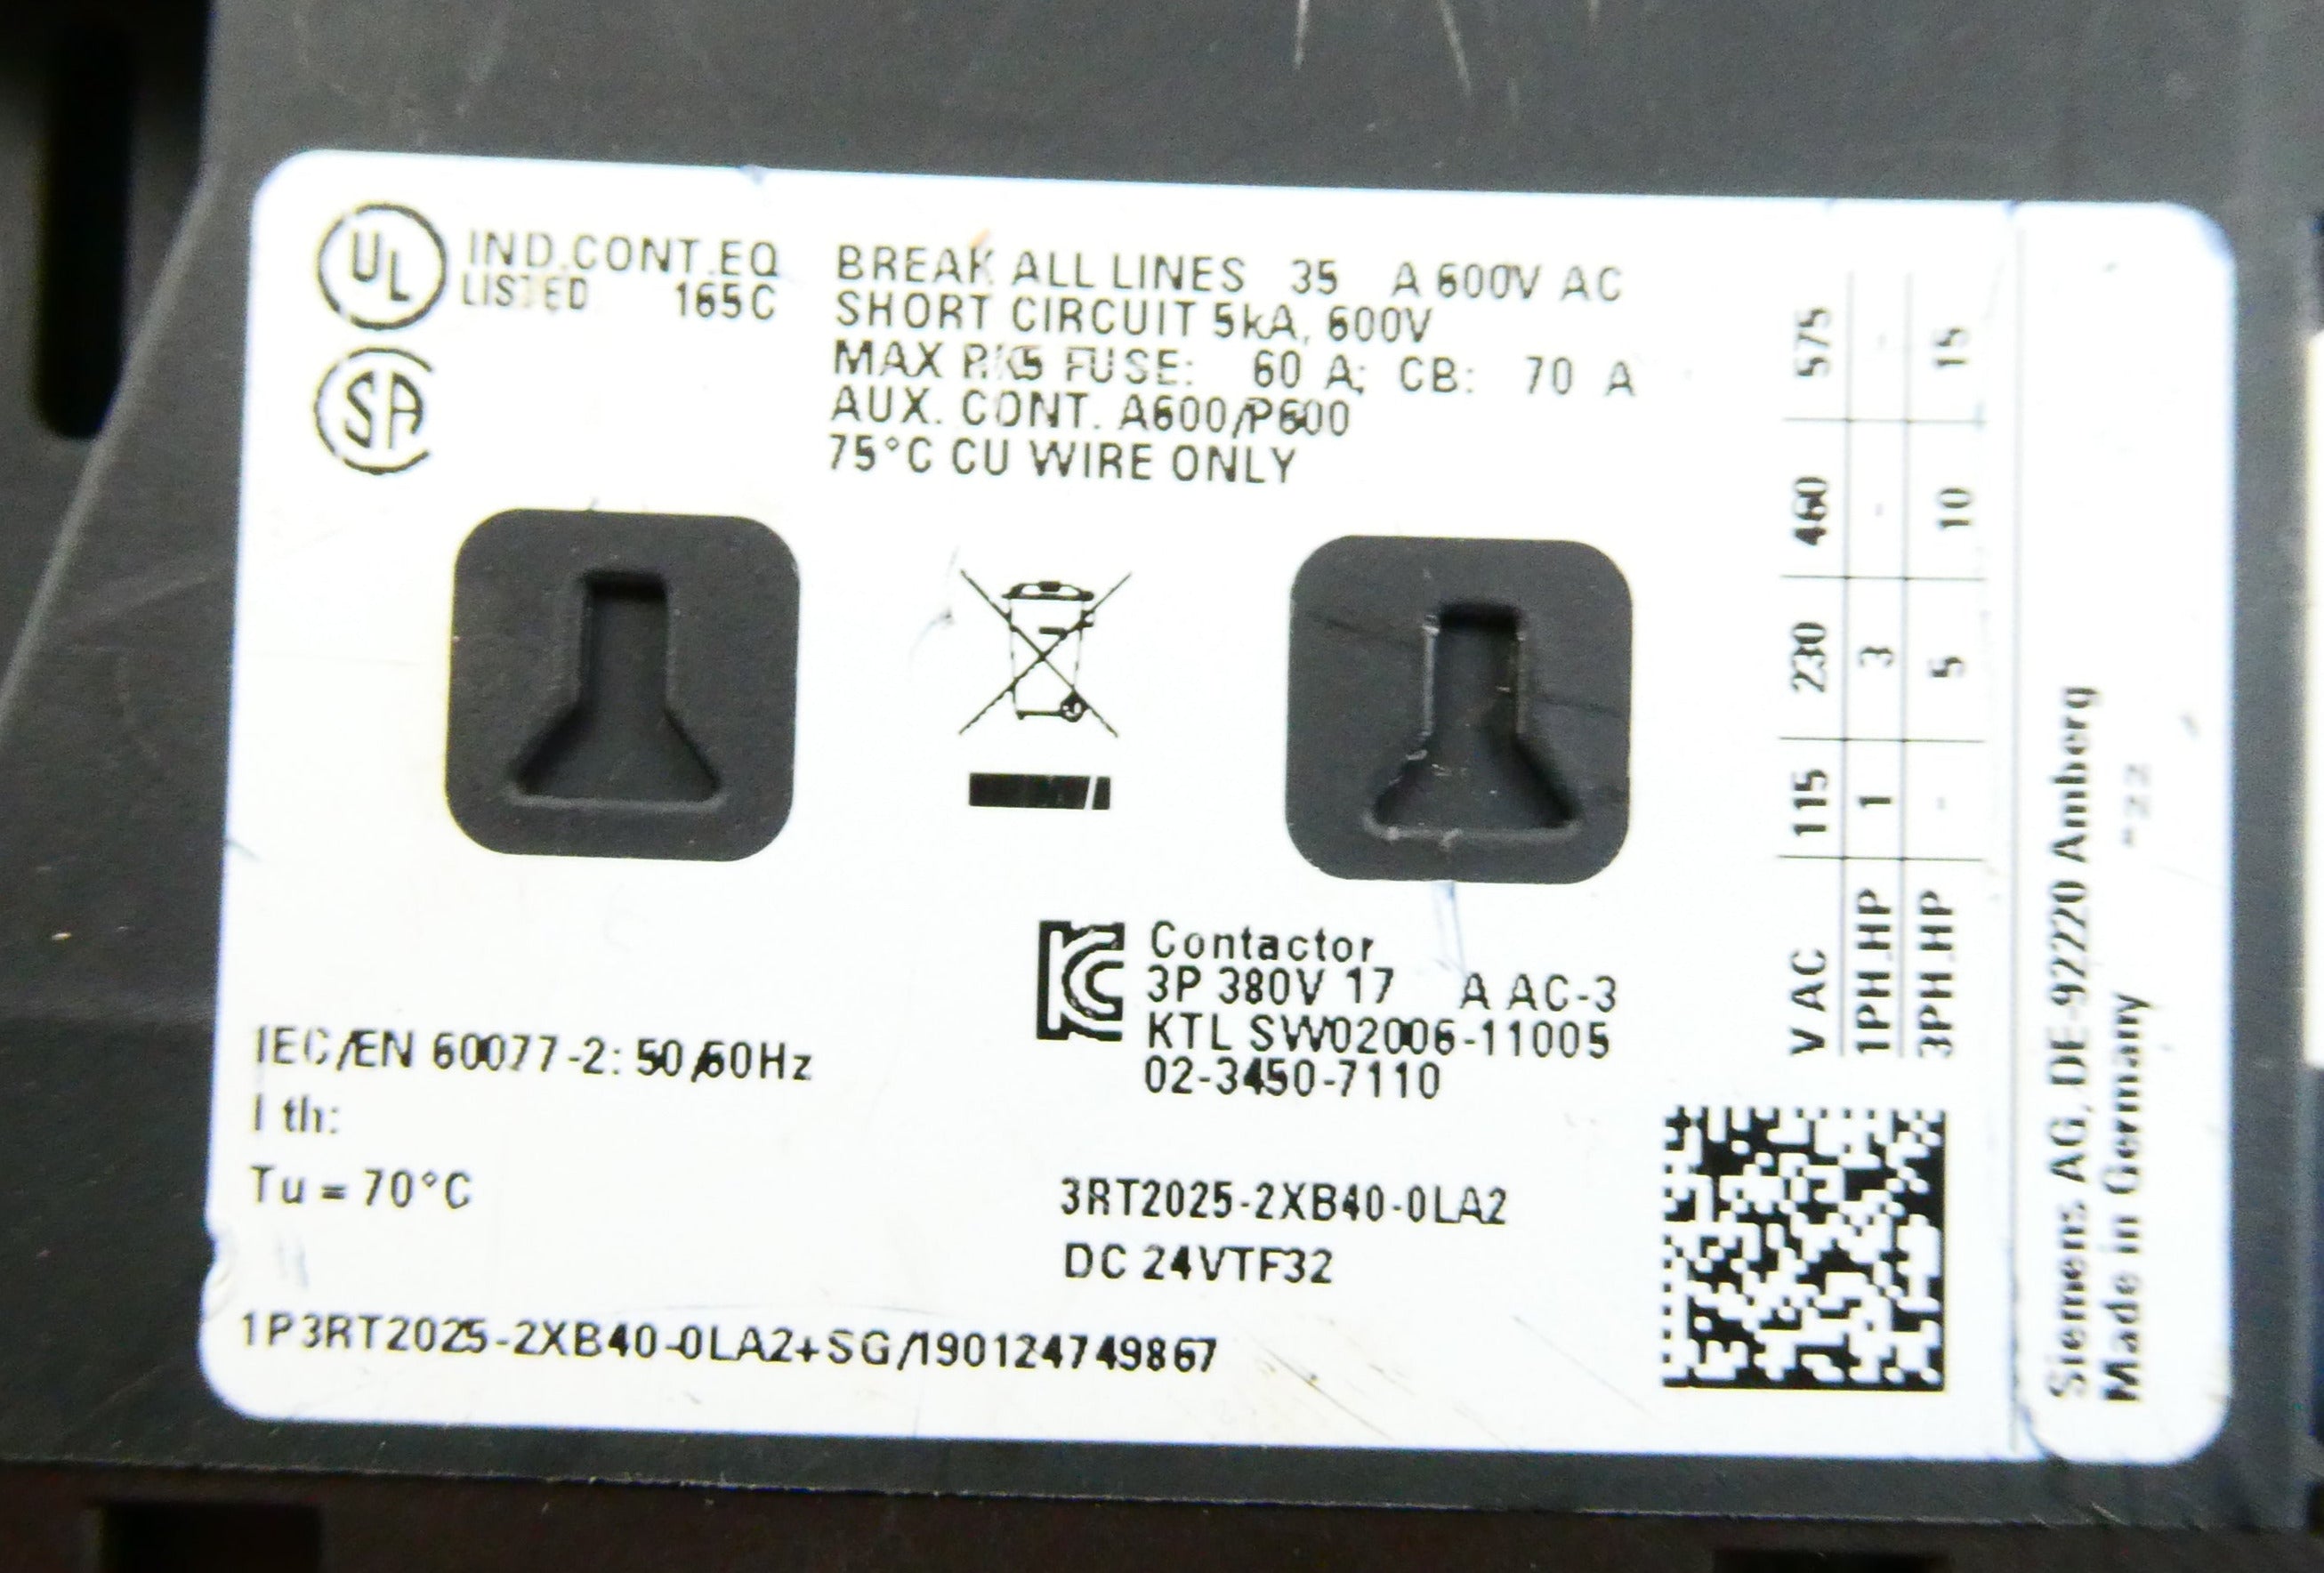 UL IND.CONT.EQ
LISTED 165C
SA
BREAK ALL LINES 35 A 600V AC
SHORT CIRCUIT 5kA, 600V
MAX RK5 FUSE: 60 A; CB: 70 A
AUX. CONT. A600/P600
75°C CU WIRE ONLY
V AC 115 230 460 575
1PH.HP 1 3 - -
3PH.HP - 5 10 15
Contactor
3P 380V 17 A AC-3
KTL SW02006-11005
02-3450-7110
IEC/EN 60077-2: 50/60Hz
I th:
Tu = 70°C
3RT2025-2XB40-0LA2
DC 24VTF32
1P3RT2025-2XB40-0LA2+SG/190124749867
Siemens AG, DE-92220 Amberg
Made in Germany